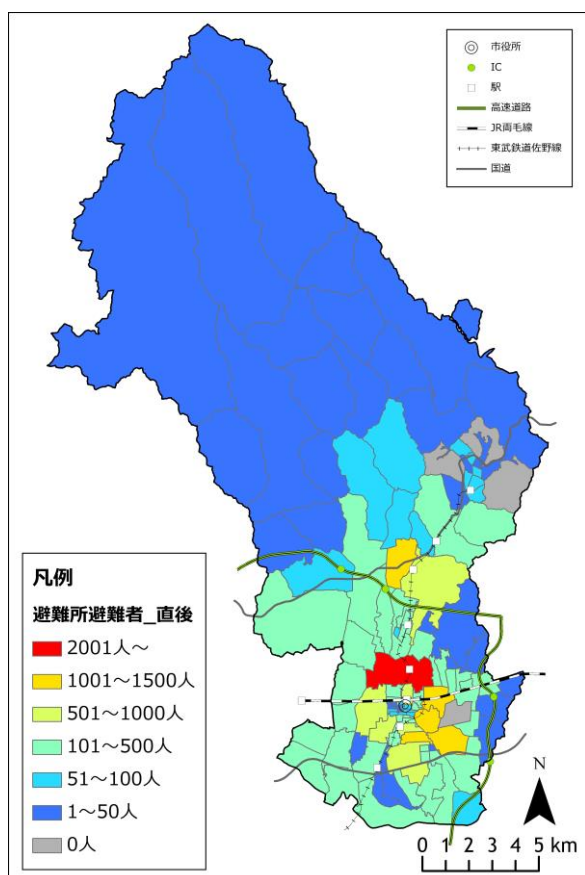 市役所
IC
駅
高速道路
JR両毛線
東武鉄道佐野線
国道
凡例
避難所避難者_直後
2001人～
1001～1500人
501～1000人
101～500人
51～100人
1～50人
0人
N
0 1 2 3 4 5 km